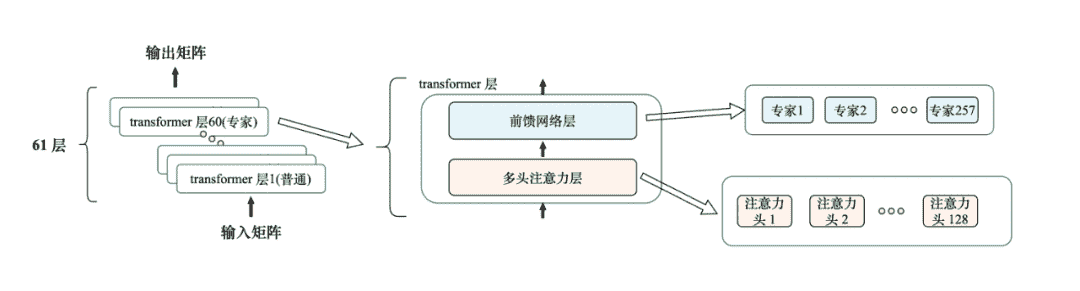 输出矩阵
61 层
transformer 层60(专家)
transformer 层1(普通)
输入矩阵
transformer 层
前馈网络层
多头注意力层
专家1
专家2
专家257
注意力
头 1
注意力
头 2
注意力
头 128